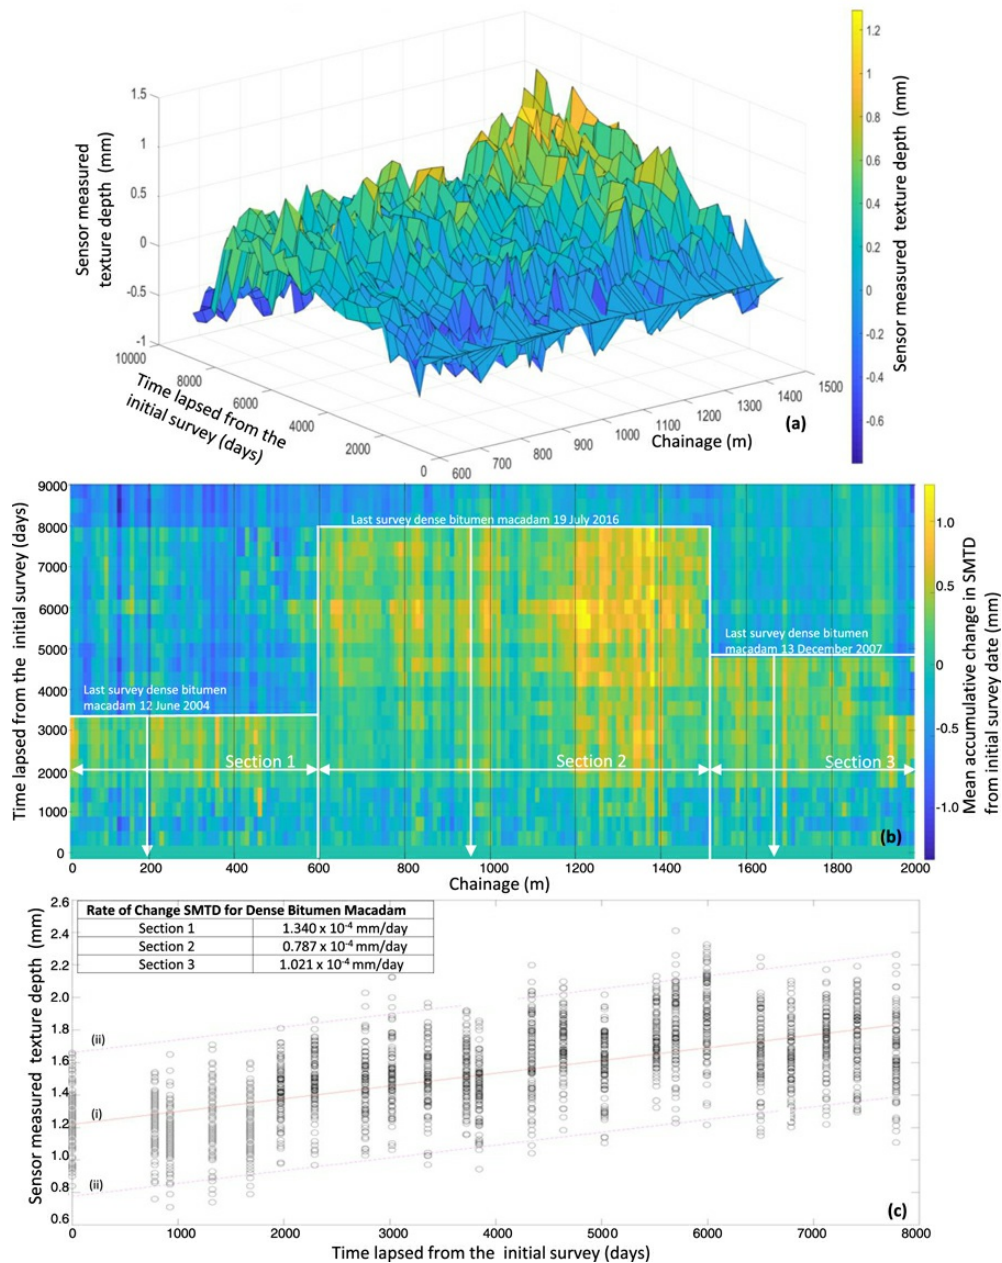 1.5
1
0.5
0
-0.5
-1
Sensor measured
texture depth (mm)
10000
8000
6000
4000
2000
0
Time lapsed from the
initial survey (days)
600
700
800
900
1000
1100
1200
1300
1400
1500
Chainage (m)
(a)
1.2
1
0.8
0.6
0.4
0.2
0
-0.2
-0.4
-0.6
Sensor measured texture depth (mm)
9000
8000
7000
6000
5000
4000
3000
2000
1000
0
Time lapsed from the initial survey (days)
Last survey dense bitumen macadam 19 July 2016
Last survey dense bitumen
macadam 13 December 2007
Last survey dense bitumen
macadam 12 June 2004
Section 1
Section 2
Section 3
(b)
0
200
400
600
800
1000
1200
1400
1600
1800
2000
Chainage (m)
1.0
0.5
0
-0.5
-1.0
Mean accumulative change in SMTD
from initial survey date (mm)
2.6
2.4
2.2
2.0
1.8
1.6
1.4
1.2
1.0
0.8
0.6
Sensor measured texture depth (mm)
Rate of Change SMTD for Dense Bitumen Macadam
Section 1 1.340 x 10⁻⁴ mm/day
Section 2 0.787 x 10⁻⁴ mm/day
Section 3 1.021 x 10⁻⁴ mm/day
(ii)
(i)
(ii)
(c)
0
1000
2000
3000
4000
5000
6000
7000
8000
Time lapsed from the initial survey (days)